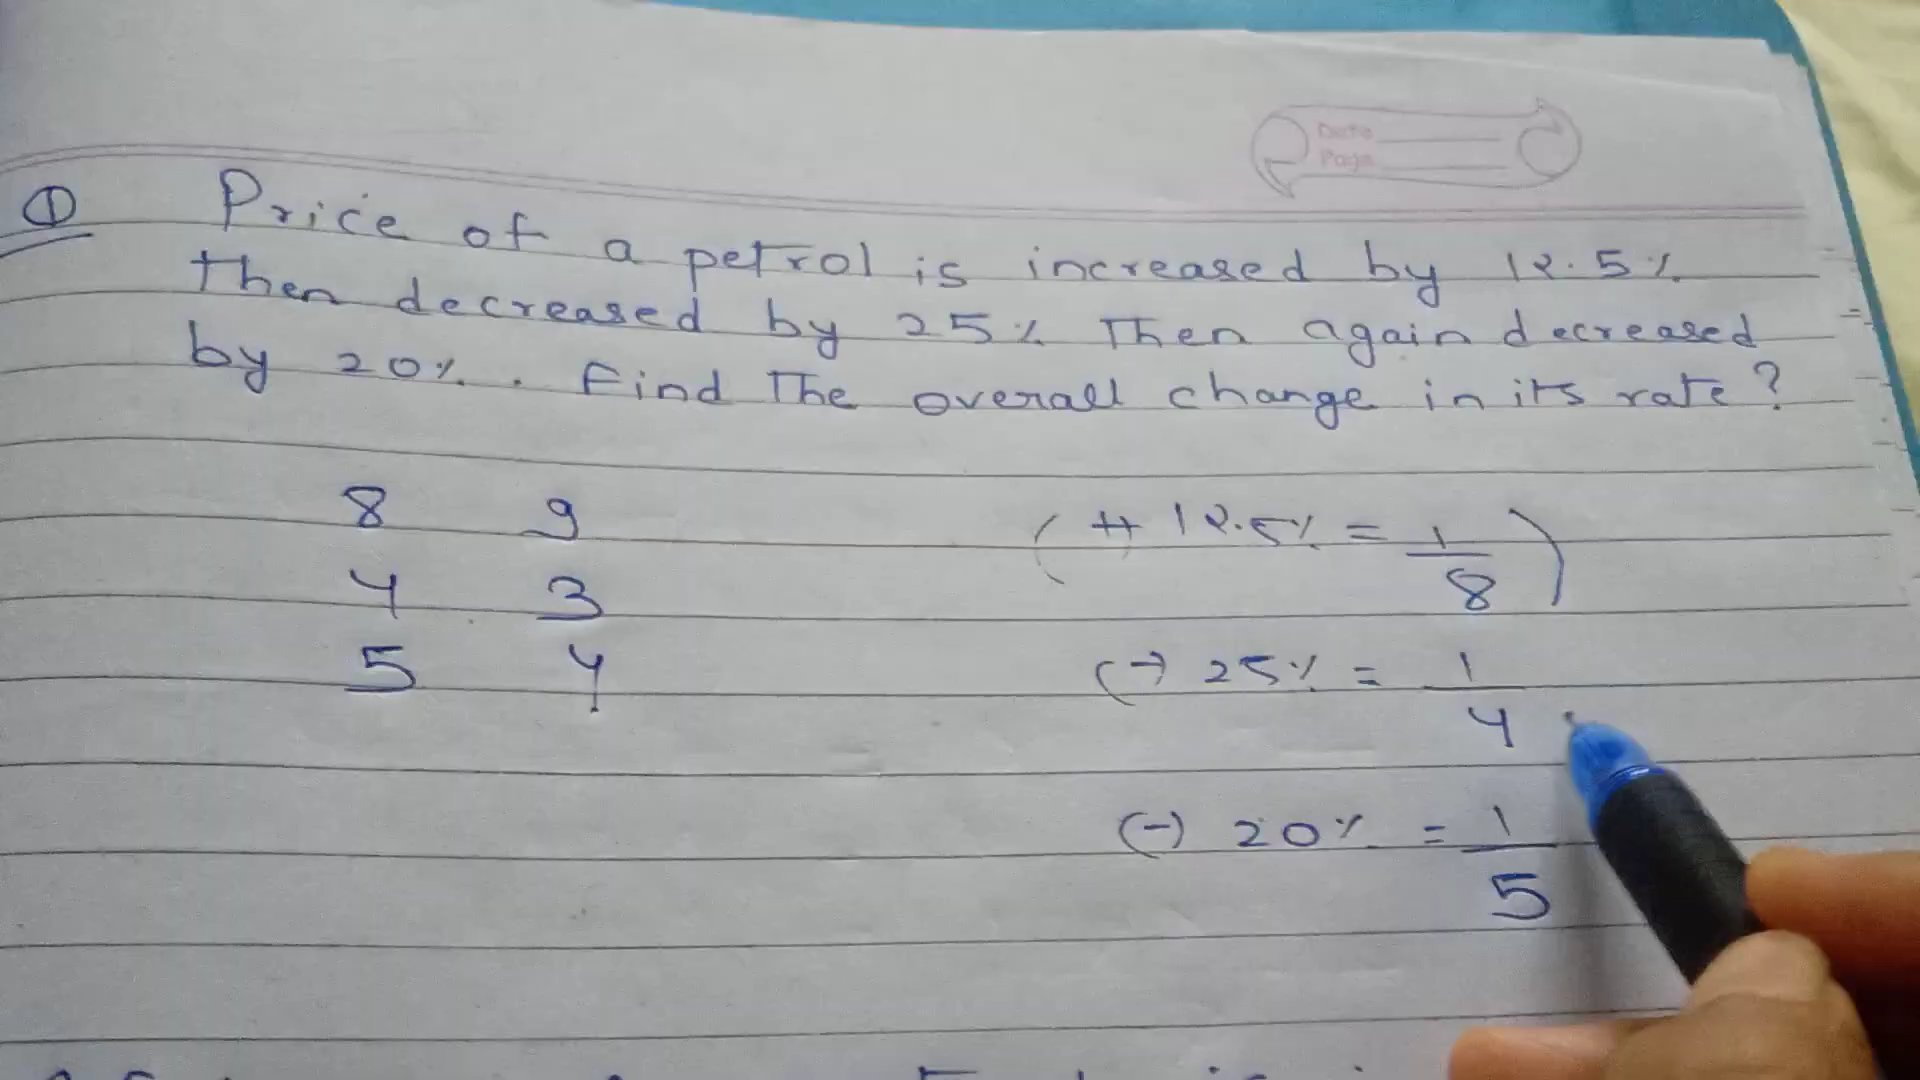 Date
Page
① Price of a petrol is increased by 12.5%
Then decreased by 25% Then again decreased
by 20%. Find The overall change in its rate?
8 9 (+) 12.5% = 1/8
4 3 (-) 25% = 1/4
5 4 (-) 20% = 1/5